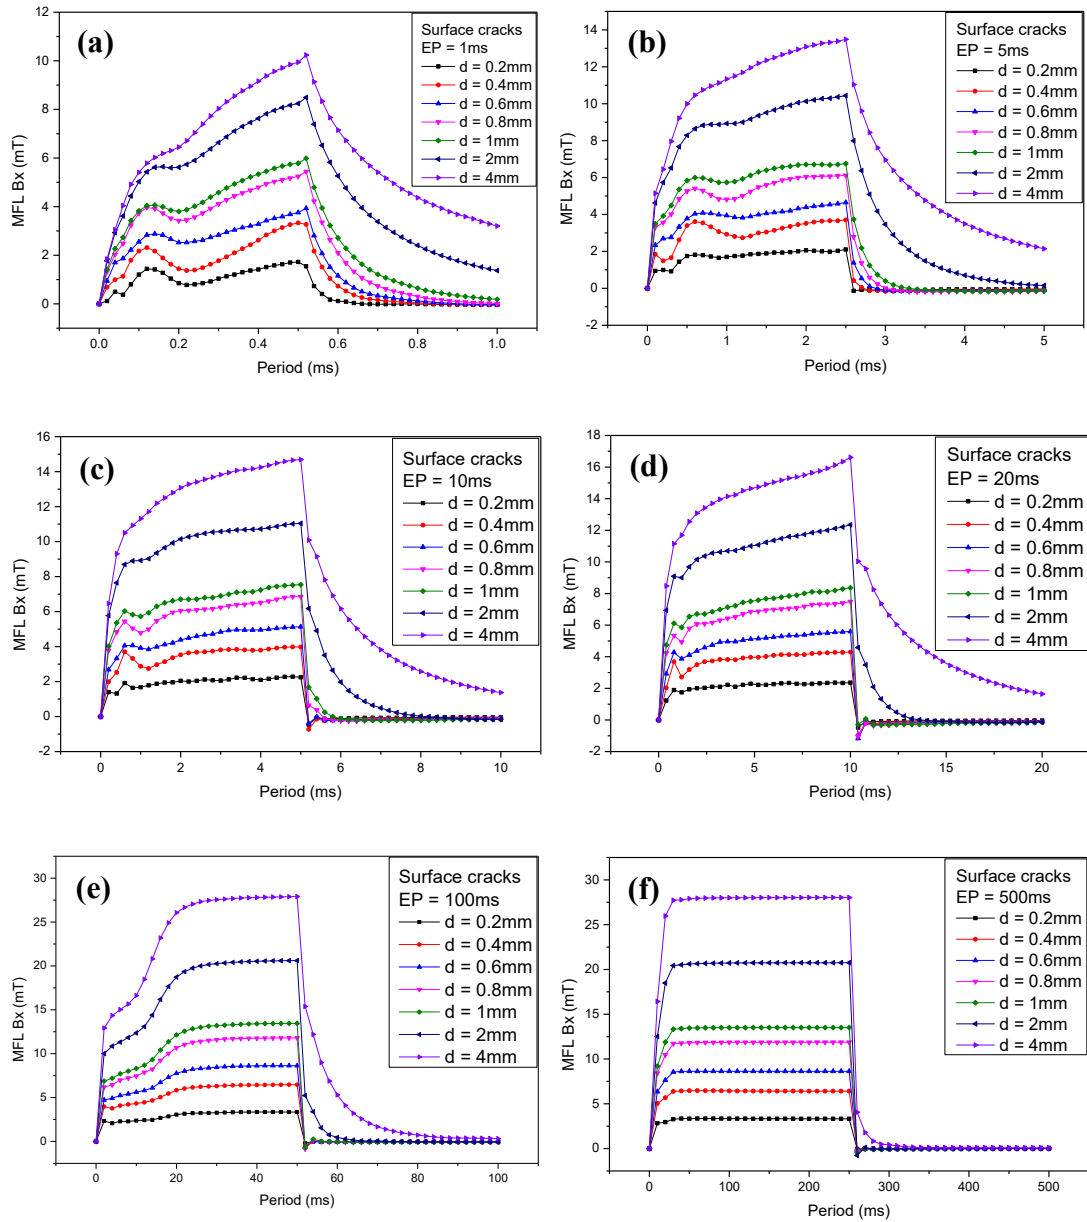 (a)
Surface cracks
EP = 1ms
d = 0.2mm
d = 0.4mm
d = 0.6mm
d = 0.8mm
d = 1mm
d = 2mm
d = 4mm
12
10
8
6
4
2
0
MFL Bx (mT)
0.0 0.2 0.4 0.6 0.8 1.0
Period (ms)
(b)
Surface cracks
EP = 5ms
d = 0.2mm
d = 0.4mm
d = 0.6mm
d = 0.8mm
d = 1mm
d = 2mm
d = 4mm
14
12
10
8
6
4
2
0
-2
MFL Bx (mT)
0 1 2 3 4 5
Period (ms)
(c)
Surface cracks
EP = 10ms
d = 0.2mm
d = 0.4mm
d = 0.6mm
d = 0.8mm
d = 1mm
d = 2mm
d = 4mm
16
14
12
10
8
6
4
2
0
-2
MFL Bx (mT)
0 2 4 6 8 10
Period (ms)
(d)
Surface cracks
EP = 20ms
d = 0.2mm
d = 0.4mm
d = 0.6mm
d = 0.8mm
d = 1mm
d = 2mm
d = 4mm
18
16
14
12
10
8
6
4
2
0
-2
MFL Bx (mT)
0 5 10 15 20
Period (ms)
(e)
Surface cracks
EP = 100ms
d = 0.2mm
d = 0.4mm
d = 0.6mm
d = 0.8mm
d = 1mm
d = 2mm
d = 4mm
30
25
20
15
10
5
0
MFL Bx (mT)
0 20 40 60 80 100
Period (ms)
(f)
Surface cracks
EP = 500ms
d = 0.2mm
d = 0.4mm
d = 0.6mm
d = 0.8mm
d = 1mm
d = 2mm
d = 4mm
30
25
20
15
10
5
0
MFL Bx (mT)
0 100 200 300 400 500
Period (ms)